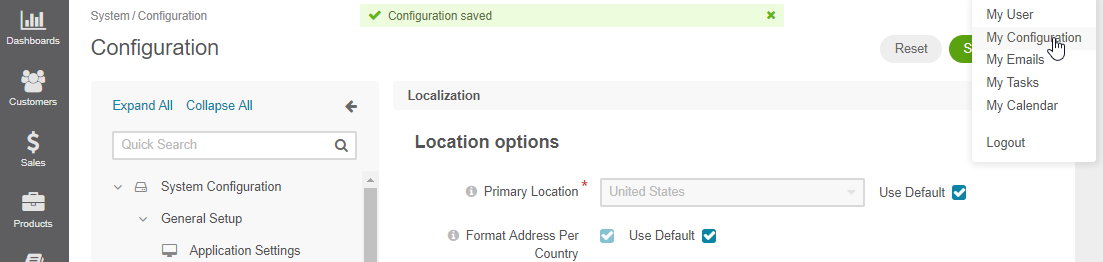 Dashboards
Customers
Sales
Products
System / Configuration
Configuration saved
Configuration
Reset
S
My User
My Configuration
My Emails
My Tasks
My Calendar
Logout
Expand All Collapse All
Quick Search
System Configuration
General Setup
Application Settings
Localization
Location options
Primary Location * United States Use Default
Format Address Per Use Default
Country